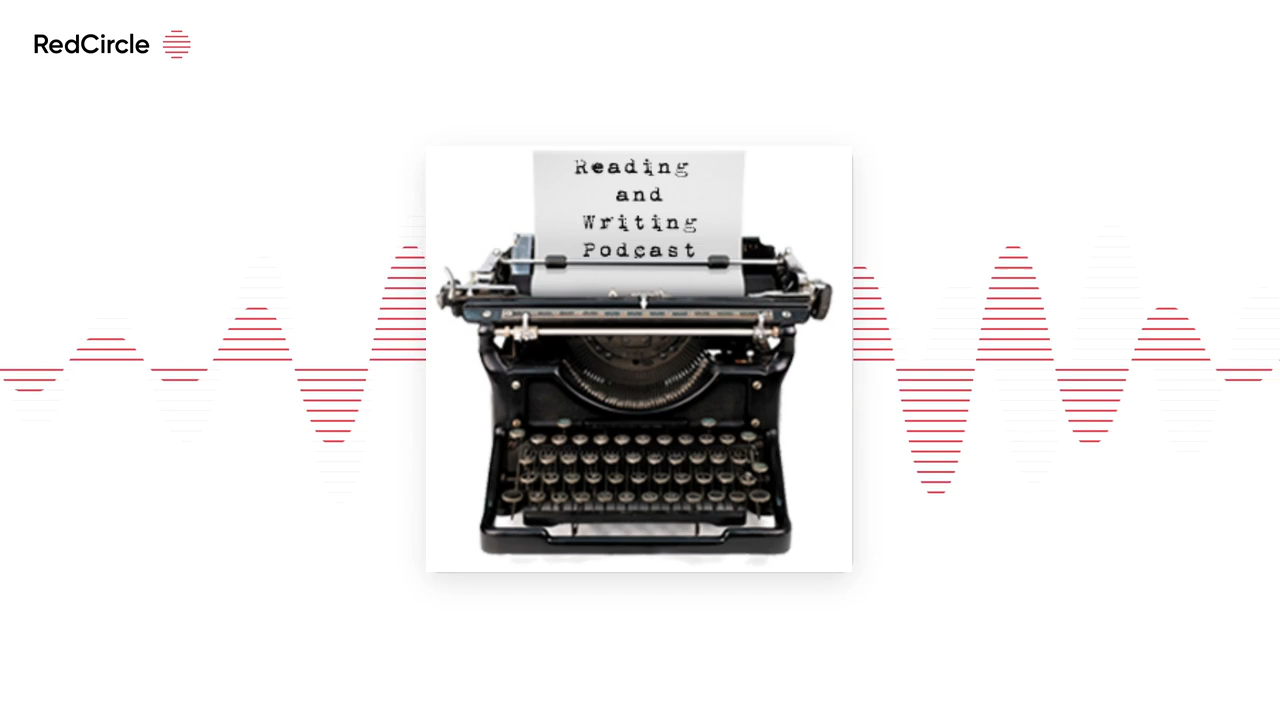 RedCircle
Reading
and
Writing
Podcast